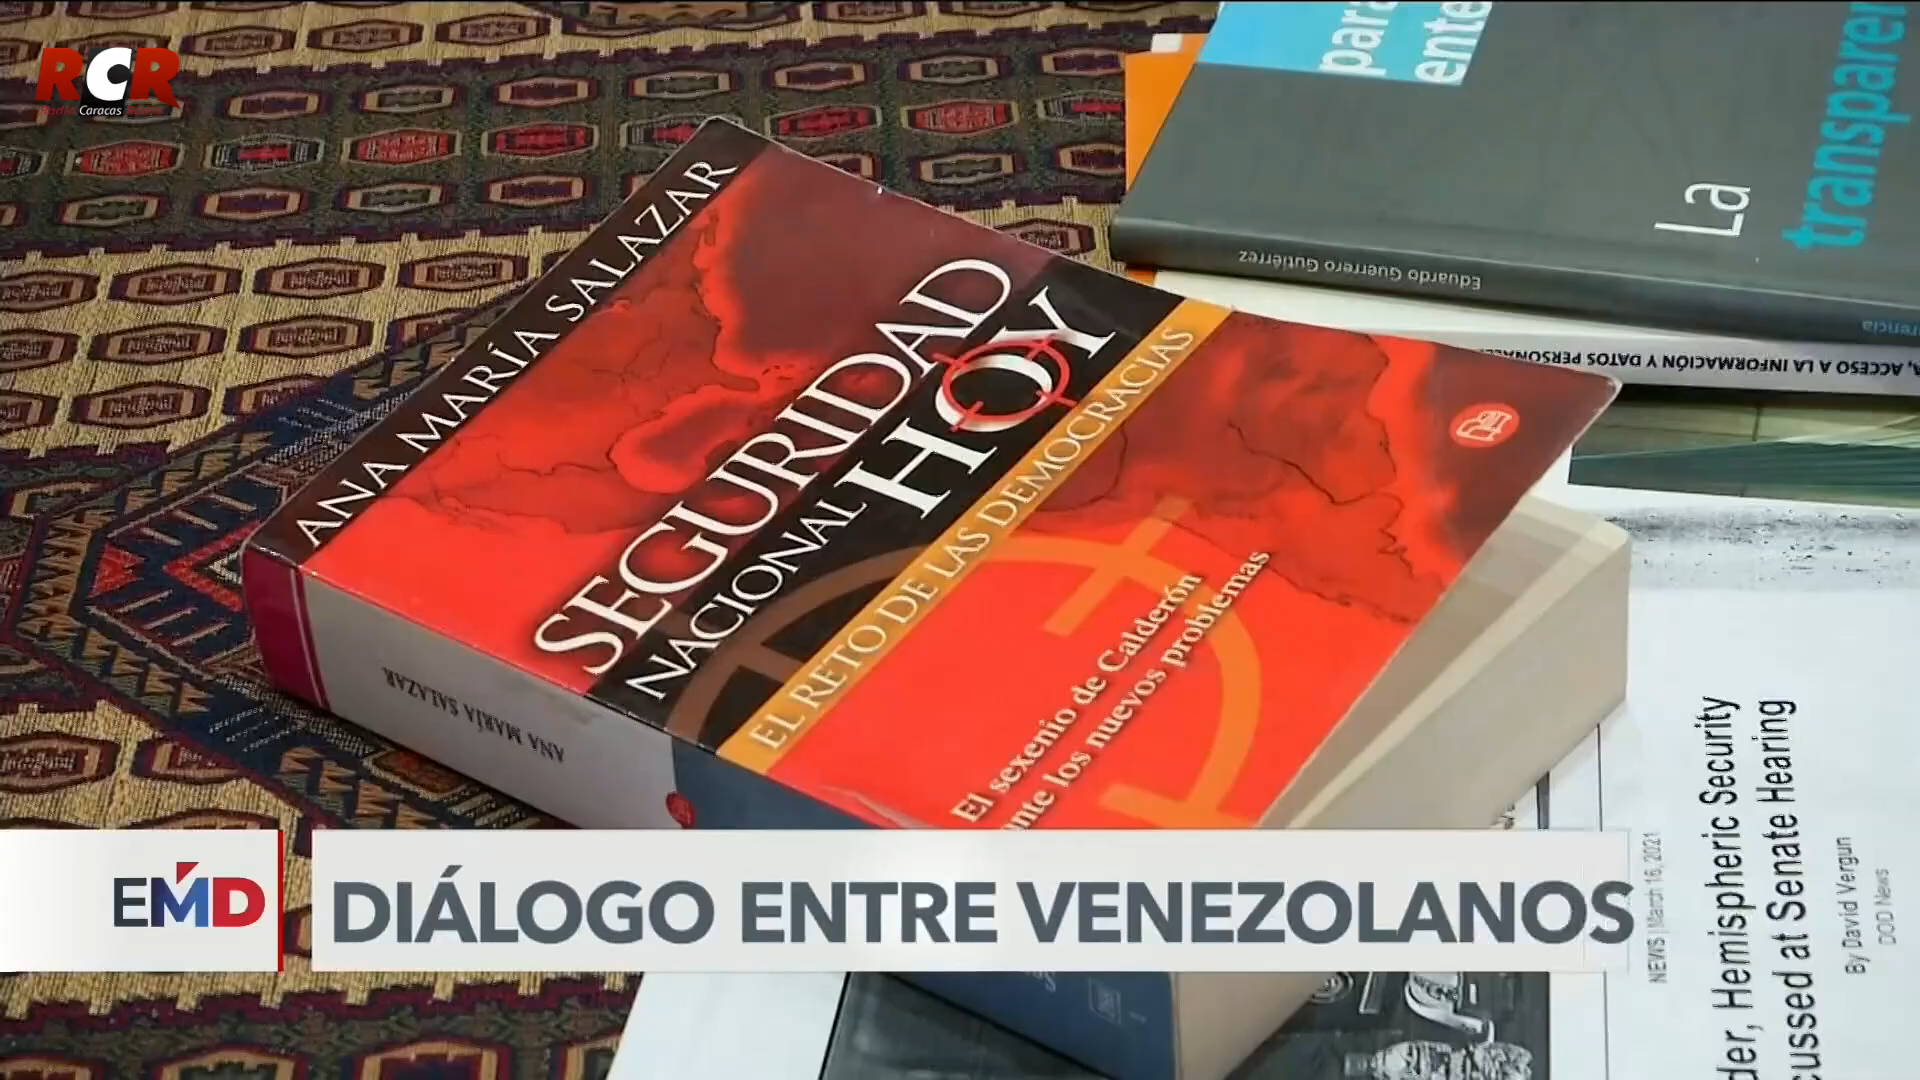 RCR
Radio Caracas Radio
ANA MARÍA SALAZAR
SEGURIDAD
NACIONAL HOY
EL RETO DE LAS DEMOCRACIAS
El sexenio de Calderón
ante los nuevos problemas
ANA MARÍA SALAZAR
para
ente
La
transparen
Eduardo Guerrero Gutiérrez
rencia
, ACCESO A LA INFORMACIÓN Y DATOS PERSONALE
NEWS | March 16, 2021
der, Hemispheric Security
cussed at Senate Hearing
By David Vergun
DOD News
EMD
DIÁLOGO ENTRE VENEZOLANOS